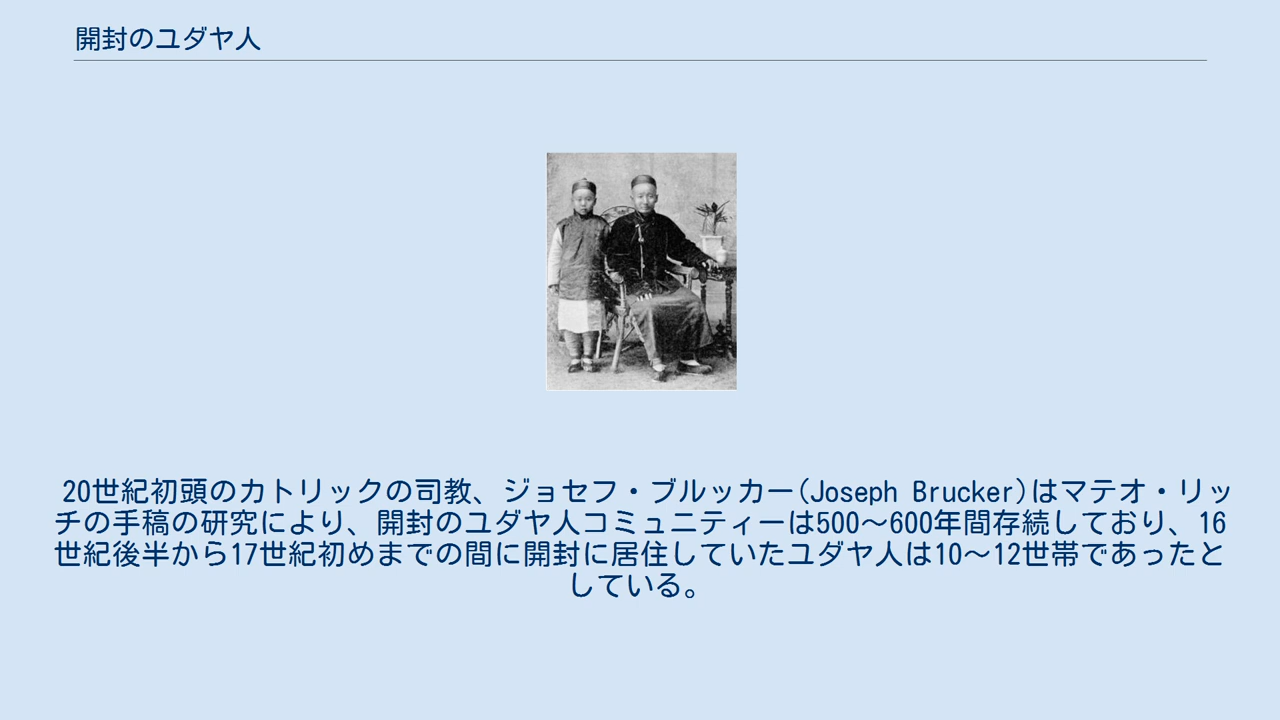 開封のユダヤ人
20世紀初頭のカトリックの司教、ジョセフ・ブルッカー(Joseph Brucker)はマテオ・リッ
チの手稿の研究により、開封のユダヤ人コミュニティーは500～600年間存続しており、16
世紀後半から17世紀初めまでの間に開封に居住していたユダヤ人は10～12世帯であったと
している。